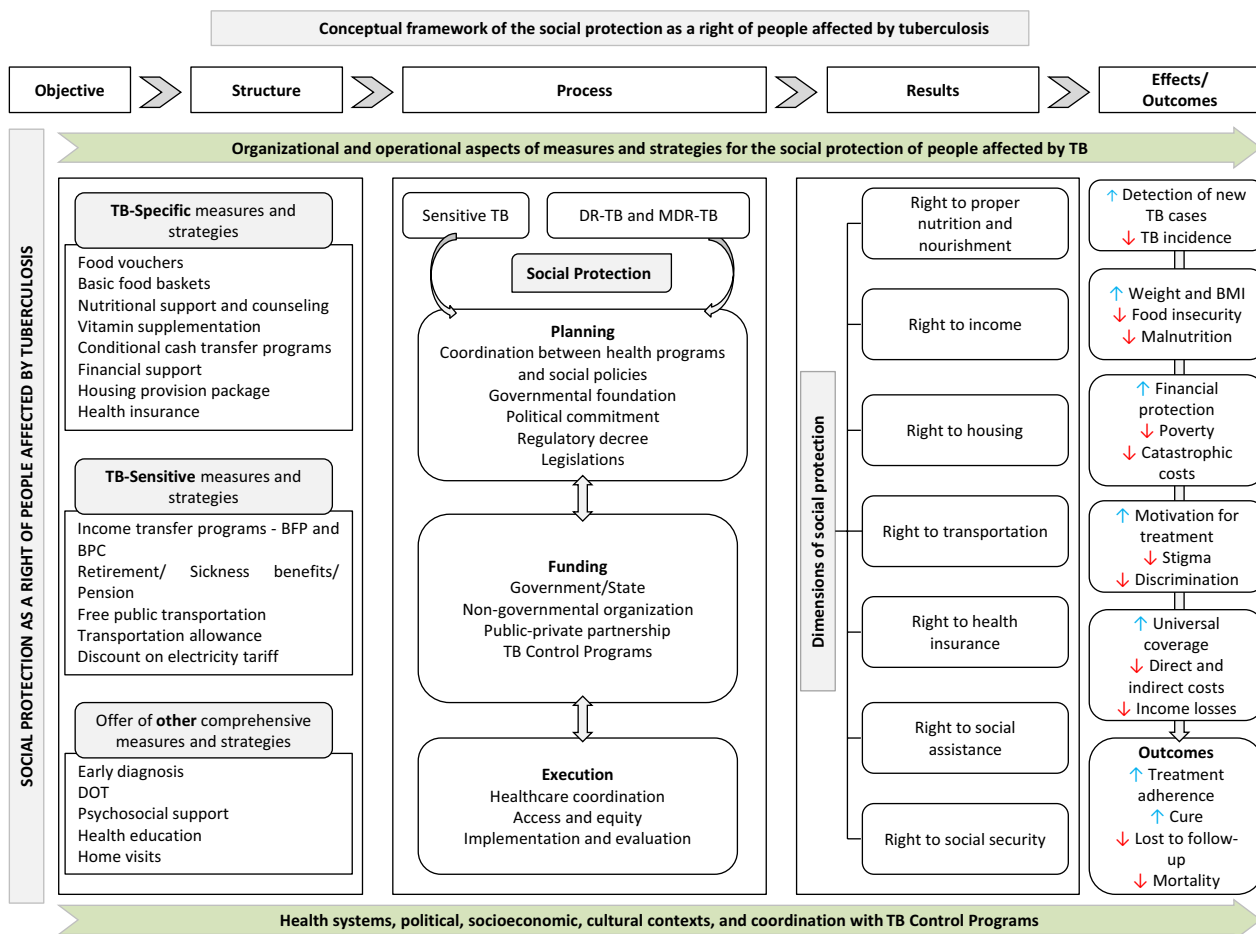 Conceptual framework of the social protection as a right of people affected by tuberculosis
Objective
Structure
Process
Results
Effects/
Outcomes
SOCIAL PROTECTION AS A RIGHT OF PEOPLE AFFECTED BY TUBERCULOSIS
Organizational and operational aspects of measures and strategies for the social protection of people affected by TB
TB-Specific measures and
strategies
Food vouchers
Basic food baskets
Nutritional support and counseling
Vitamin supplementation
Conditional cash transfer programs
Financial support
Housing provision package
Health insurance
TB-Sensitive measures and
strategies
Income transfer programs - BFP and
BPC
Retirement/ Sickness benefits/
Pension
Free public transportation
Transportation allowance
Discount on electricity tariff
Offer of other comprehensive
measures and strategies
Early diagnosis
DOT
Psychosocial support
Health education
Home visits
Sensitive TB
DR-TB and MDR-TB
Social Protection
Planning
Coordination between health programs
and social policies
Governmental foundation
Political commitment
Regulatory decree
Legislations
Funding
Government/State
Non-governmental organization
Public-private partnership
TB Control Programs
Execution
Healthcare coordination
Access and equity
Implementation and evaluation
Dimensions of social protection
Right to proper
nutrition and
nourishment
Right to income
Right to housing
Right to transportation
Right to health
insurance
Right to social
assistance
Right to social security
↑ Detection of new
TB cases
↓ TB incidence
↑ Weight and BMI
↓ Food insecurity
↓ Malnutrition
↑ Financial
protection
↓ Poverty
↓ Catastrophic
costs
↑ Motivation for
treatment
↓ Stigma
↓ Discrimination
↑ Universal
coverage
↓ Direct and
indirect costs
↓ Income losses
Outcomes
↑ Treatment
adherence
↑ Cure
↓ Lost to follow-
up
↓ Mortality
Health systems, political, socioeconomic, cultural contexts, and coordination with TB Control Programs